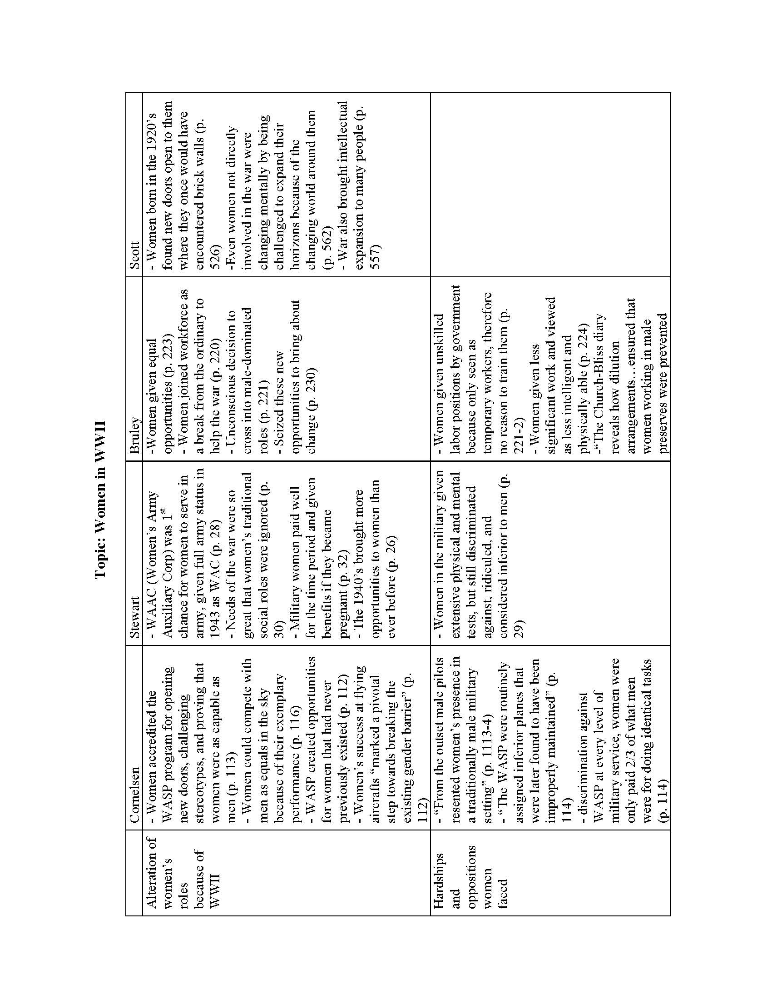 Topic: Women in WWII
Cornelsen
Stewart
Bruley
Scott
Alteration of
women's
roles
because of
WWII
- Women accredited the
WASP program for opening
new doors, challenging
stereotypes, and proving that
women were as capable as
men (p. 113)
- Women could compete with
men as equals in the sky
because of their exemplary
performance (p. 116)
- WASP created opportunities
for women that had never
previously existed (p. 112)
- Women's success at flying
aircrafts “marked a pivotal
step towards breaking the
existing gender barrier” (p.
112)
- WAAC (Women's Army
Auxiliary Corp) was 1st
chance for women to serve in
army, given full army status in
1943 as WAC (p. 28)
- Needs of the war were so
great that women's traditional
social roles were ignored (p.
30)
- Military women paid well
for the time period and given
benefits if they became
pregnant (p. 32)
- The 1940's brought more
opportunities to women than
ever before (p. 26)
- Women given equal
opportunities (p. 223)
- Women joined workforce as
a break from the ordinary to
help the war (p. 220)
- Unconscious decision to
cross into male-dominated
roles (p. 221)
- Seized these new
opportunities to bring about
change (p. 230)
- Women born in the 1920's
found new doors open to them
where they once would have
encountered brick walls (p.
526)
-Even women not directly
involved in the war were
changing mentally by being
challenged to expand their
horizons because of the
changing world around them
(p. 562)
- War also brought intellectual
expansion to many people (p.
557)
Hardships
and
oppositions
women
faced
- “From the outset male pilots
resented women's presence in
a traditionally male military
setting” (p. 1113-4)
- “The WASP were routinely
assigned inferior planes that
were later found to have been
improperly maintained” (p.
114)
- discrimination against
WASP at every level of
military service, women were
only paid 2/3 of what men
were for doing identical tasks
(p. 114)
- Women in the military given
extensive physical and mental
tests, but still discriminated
against, ridiculed, and
considered inferior to men (p.
29)
- Women given unskilled
labor positions by government
because only seen as
temporary workers, therefore
no reason to train them (p.
221-2)
- Women given less
significant work and viewed
as less intelligent and
physically able (p. 224)
-“The Church-Bliss diary
reveals how dilution
arrangements…ensured that
women working in male
preserves were prevented